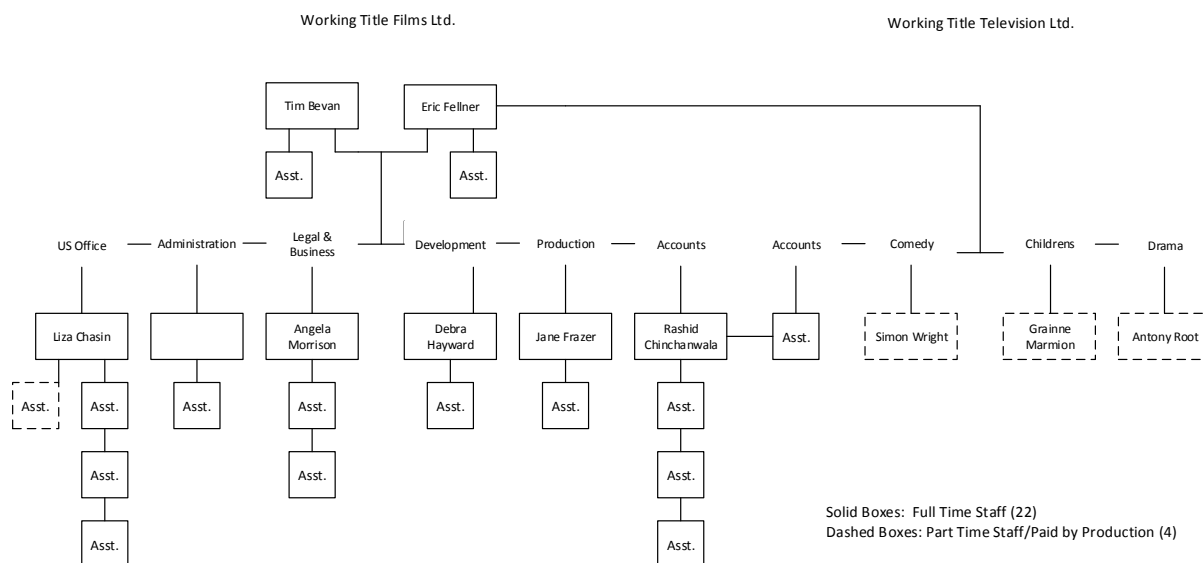 Working Title Films Ltd.
Working Title Television Ltd.
Tim Bevan
Eric Fellner
Asst.
Asst.
US Office
Administration
Legal &
Business
Development
Production
Accounts
Accounts
Comedy
Childrens
Drama
Liza Chasin
Angela
Morrison
Debra
Hayward
Jane Frazer
Rashid
Chinchanwala
Asst.
Simon Wright
Grainne
Marmion
Antony Root
Asst.
Asst.
Asst.
Asst.
Asst.
Asst.
Asst.
Asst.
Asst.
Asst.
Asst.
Asst.
Solid Boxes: Full Time Staff (22)
Dashed Boxes: Part Time Staff/Paid by Production (4)